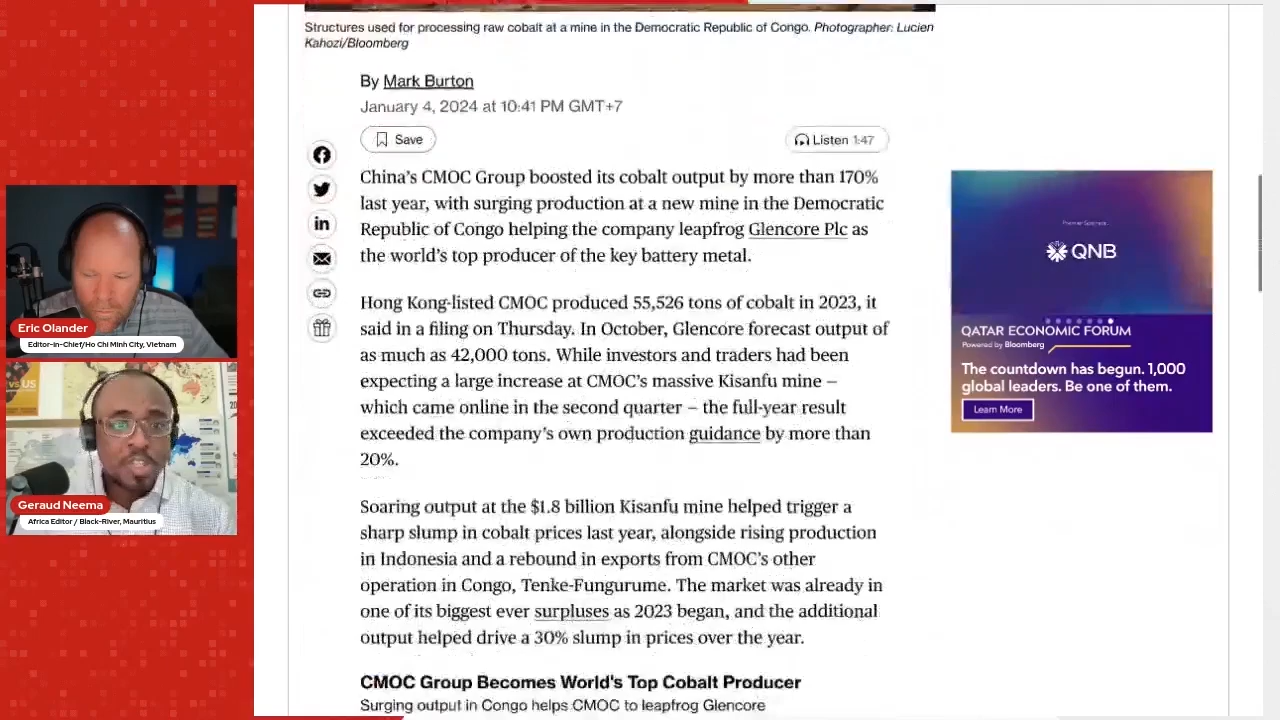 Structures used for processing raw cobalt at a mine in the Democratic Republic of Congo. Photographer: Lucien
Kahozi/Bloomberg
By Mark Burton
January 4, 2024 at 10:41 PM GMT+7
Save
Listen 1:47
China's CMOC Group boosted its cobalt output by more than 170%
last year, with surging production at a new mine in the Democratic
Republic of Congo helping the company leapfrog Glencore Plc as
the world's top producer of the key battery metal.
Hong Kong-listed CMOC produced 55,526 tons of cobalt in 2023, it
said in a filing on Thursday. In October, Glencore forecast output of
as much as 42,000 tons. While investors and traders had been
expecting a large increase at CMOC's massive Kisanfu mine –
which came online in the second quarter – the full-year result
exceeded the company's own production guidance by more than
20%.
Soaring output at the $1.8 billion Kisanfu mine helped trigger a
sharp slump in cobalt prices last year, alongside rising production
in Indonesia and a rebound in exports from CMOC's other
operation in Congo, Tenke-Fungurume. The market was already in
one of its biggest ever surpluses as 2023 began, and the additional
output helped drive a 30% slump in prices over the year.
CMOC Group Becomes World's Top Cobalt Producer
Surging output in Congo helps CMOC to leapfrog Glencore
QNB
QATAR ECONOMIC FORUM
Powered by Bloomberg
The countdown has begun. 1,000
global leaders. Be one of them.
Learn More
Eric Olander
Editor-in-Chief/Ho Chi Minh City, Vietnam
VS US
Geraud Neema
Africa Editor / Black-River, Mauritius